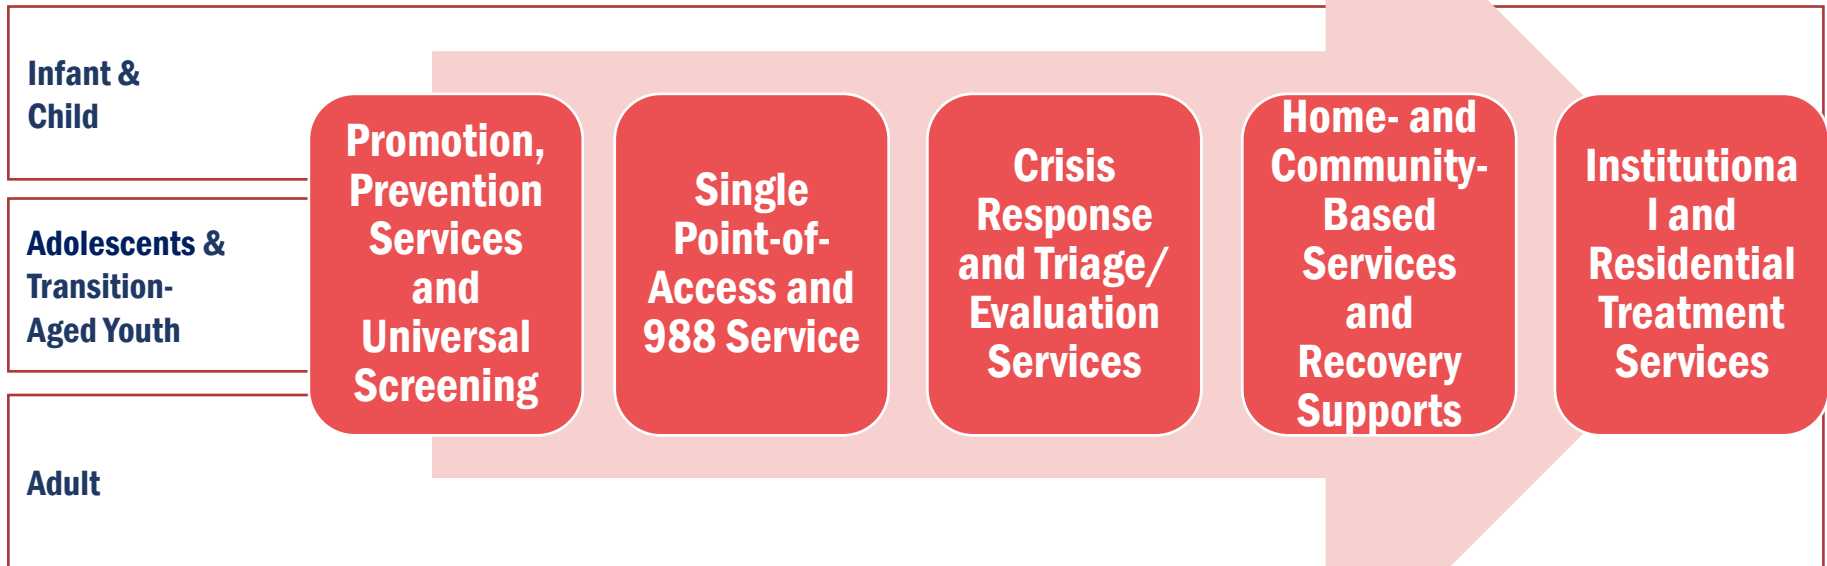 Infant &
Child
Adolescents &
Transition-
Aged Youth
Adult
Promotion,
Prevention
Services
and
Universal
Screening
Single
Point-of-
Access and
988 Service
Crisis
Response
and Triage/
Evaluation
Services
Home- and
Community-
Based
Services
and
Recovery
Supports
Institutiona
l and
Residential
Treatment
Services